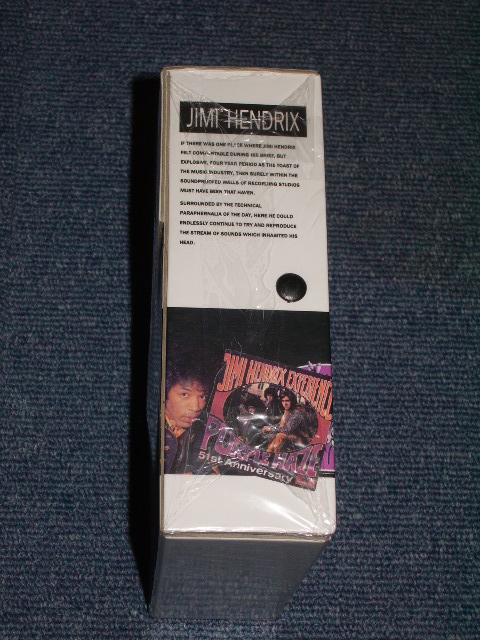 JIMI HENDRIX
IF THERE WAS ONE PLACE WHERE JIMI HENDRIX
FELT COMFORTABLE DURING HIS BRIEF, BUT
EXPLOSIVE, FOUR YEAR PERIOD AS THE TOAST OF
THE MUSIC INDUSTRY, THEN SURELY WITHIN THE
SOUNDPROOFED WALLS OF RECORDING STUDIOS
MUST HAVE BEEN THAT HAVEN.
SURROUNDED BY THE TECHNICAL
PARAPHERNALIA OF THE DAY, HERE HE COULD
ENDLESSLY CONTINUE TO TRY AND REPRODUCE
THE STREAM OF SOUNDS WHICH INHABITED HIS
HEAD.
JIMI HENDRIX EXPERIENCE
PURPLE HAZE
51st Anniversary